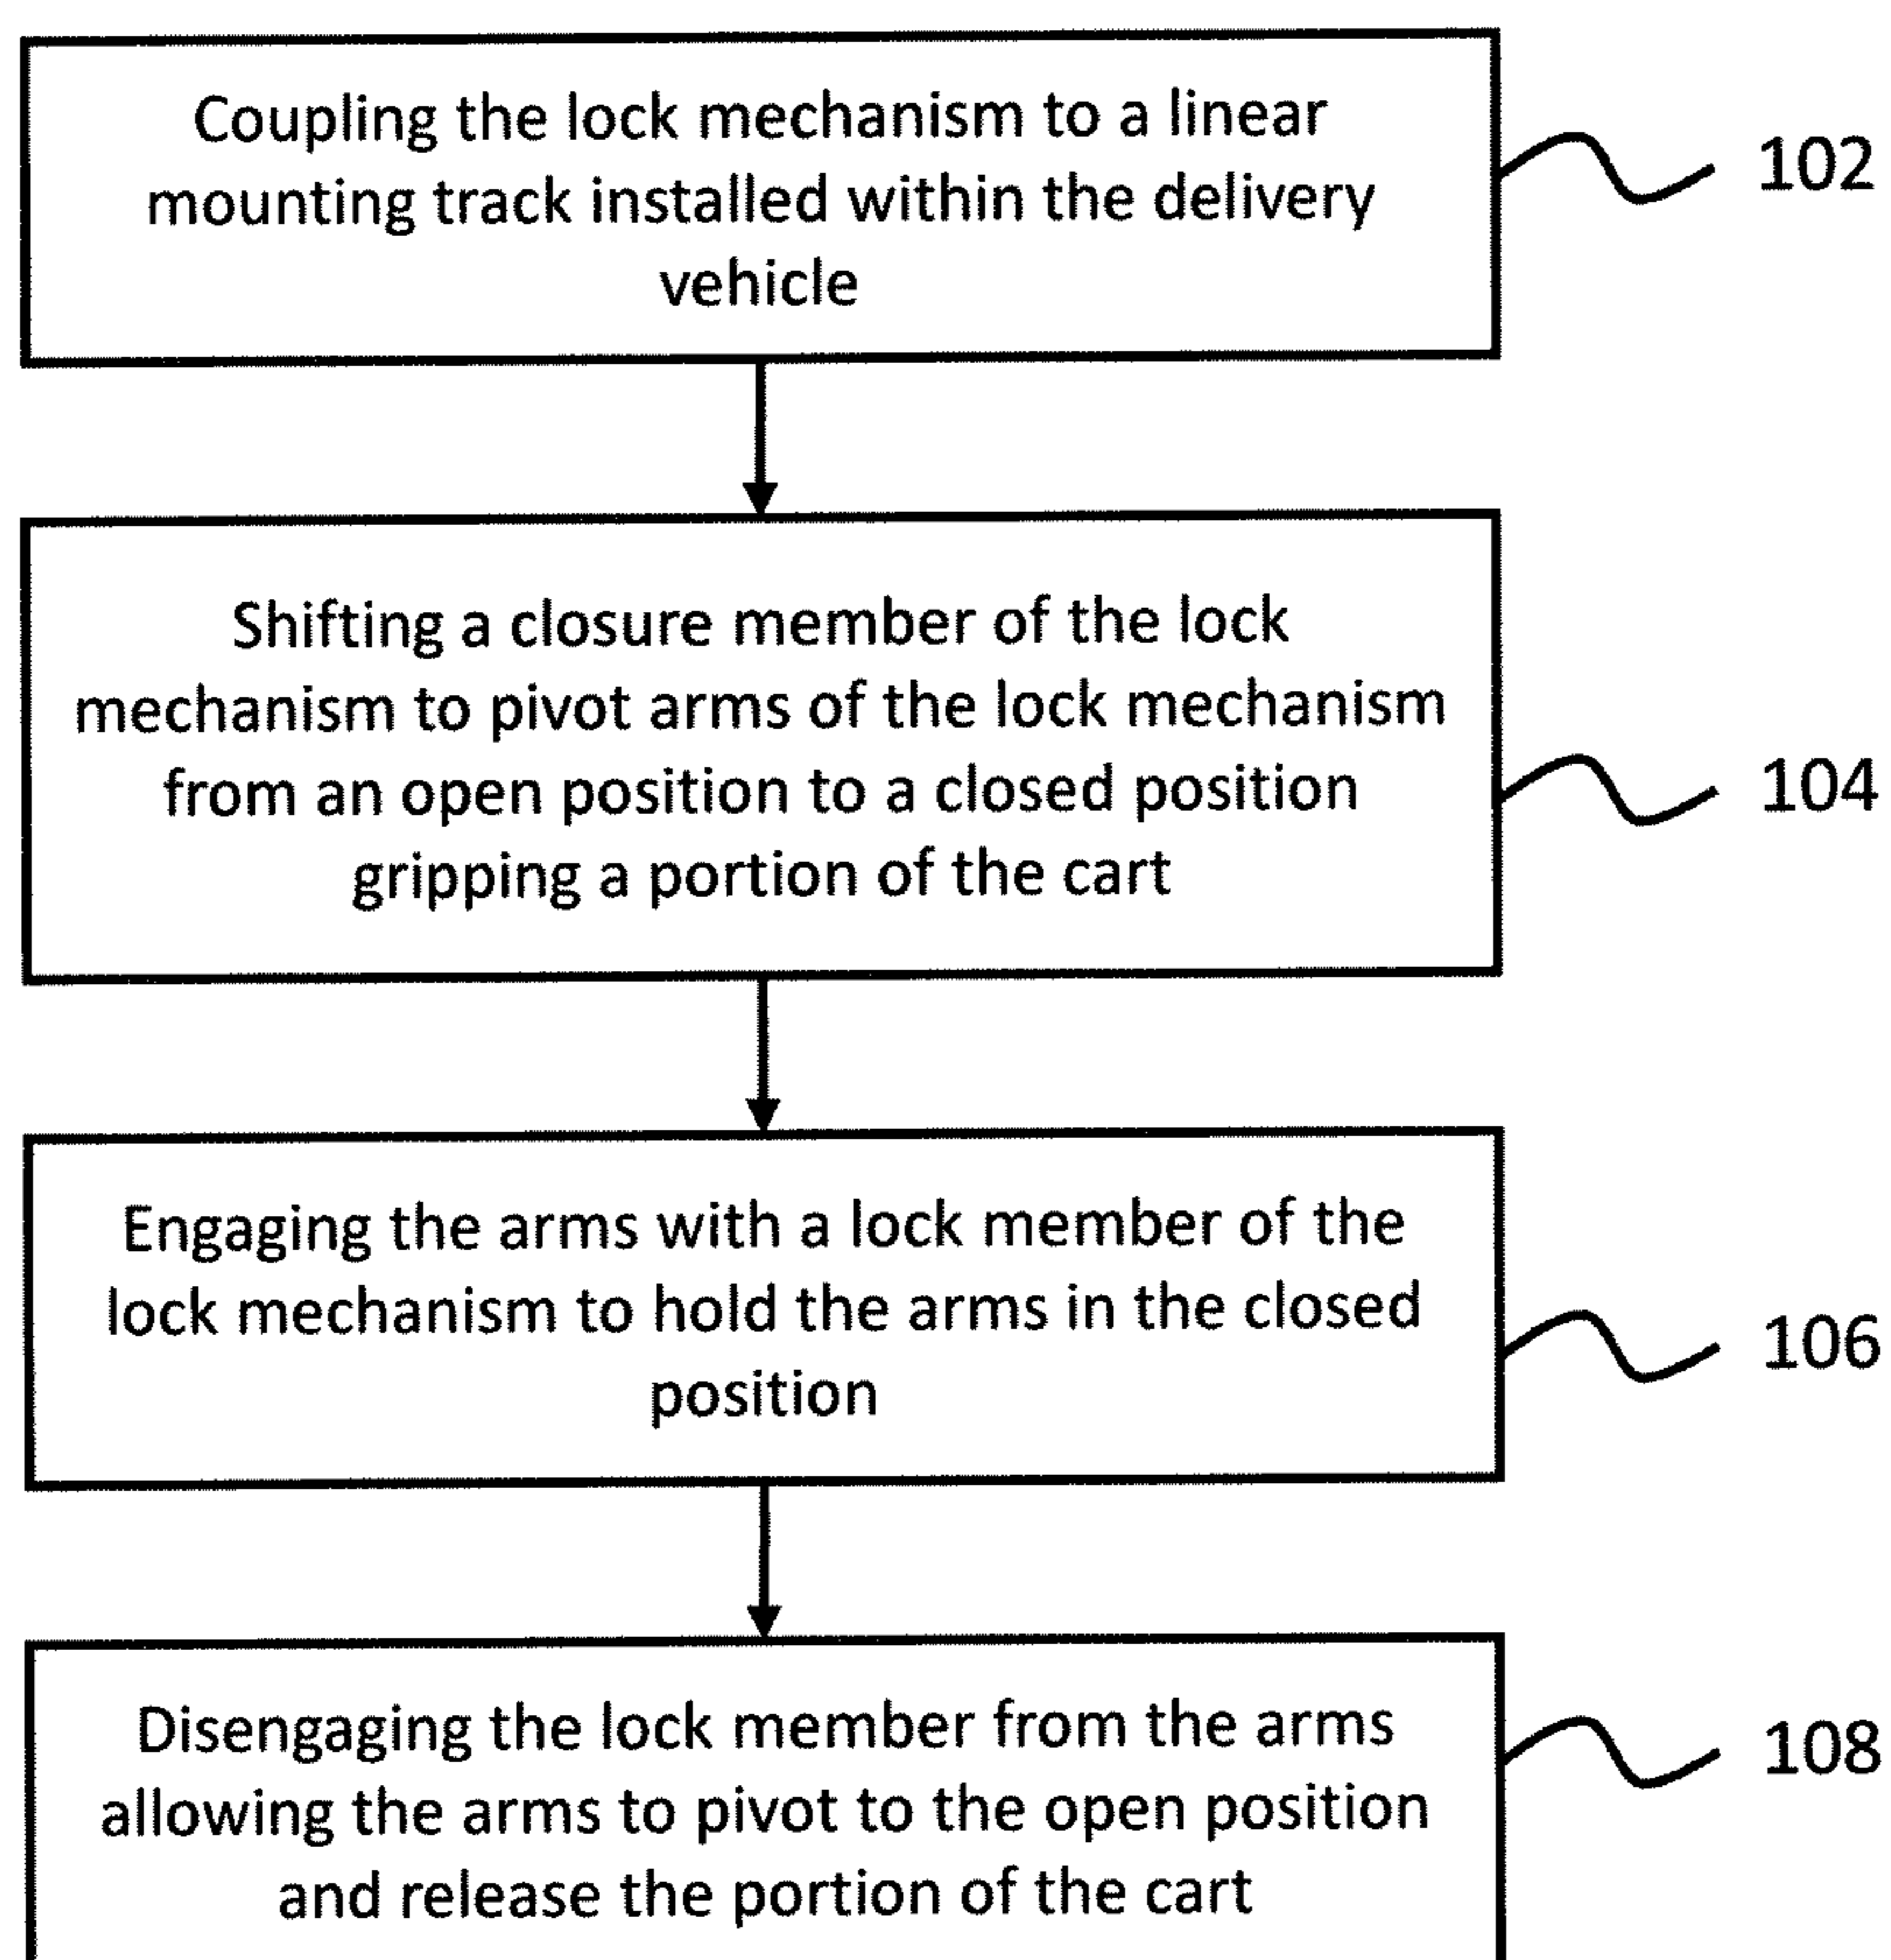 Coupling the lock mechanism to a linear
mounting track installed within the delivery
vehicle
102
Shifting a closure member of the lock
mechanism to pivot arms of the lock mechanism
from an open position to a closed position
gripping a portion of the cart
104
Engaging the arms with a lock member of the
lock mechanism to hold the arms in the closed
position
106
Disengaging the lock member from the arms
allowing the arms to pivot to the open position
and release the portion of the cart
108